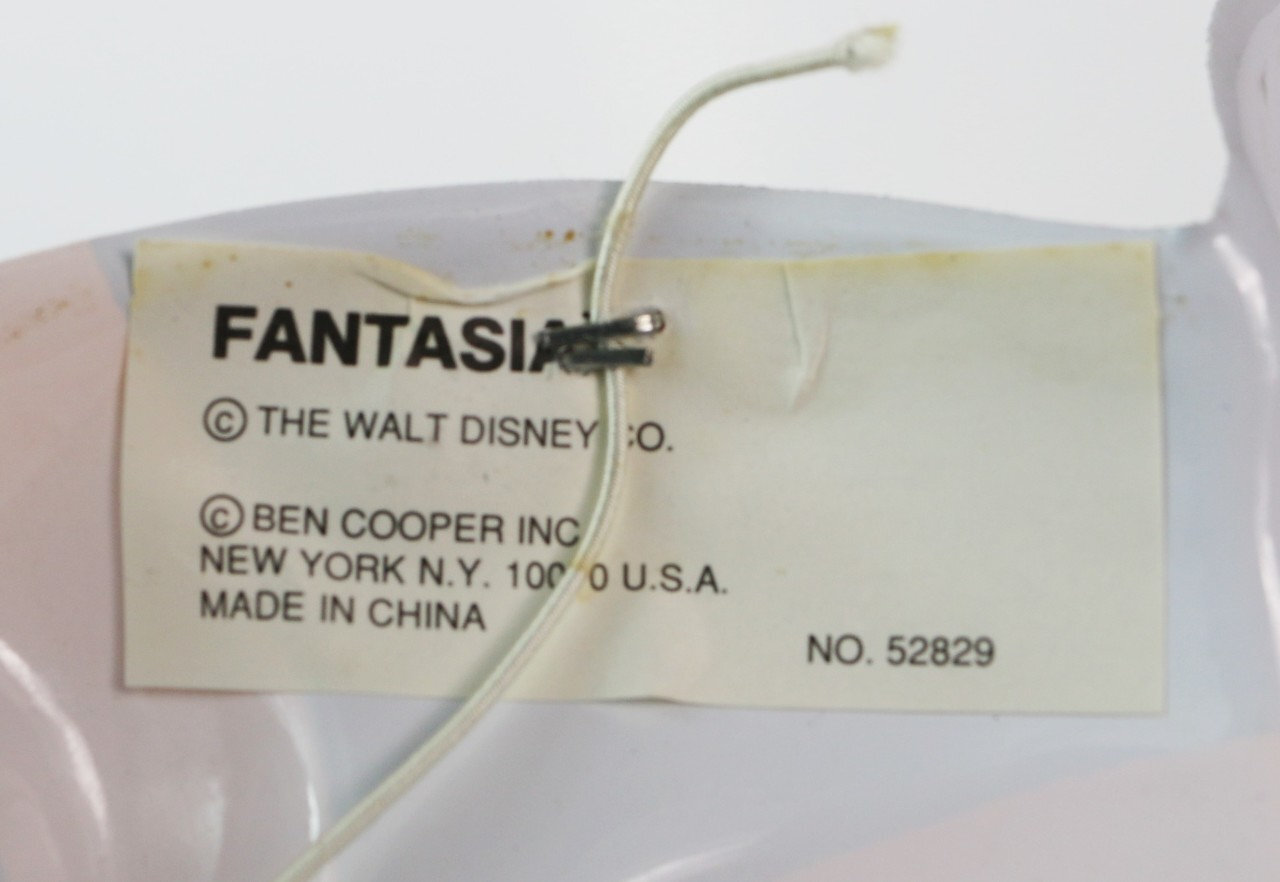 FANTASIA
© THE WALT DISNEY CO.
© BEN COOPER INC
NEW YORK N.Y. U.S.A.
MADE IN CHINA
NO. 52829